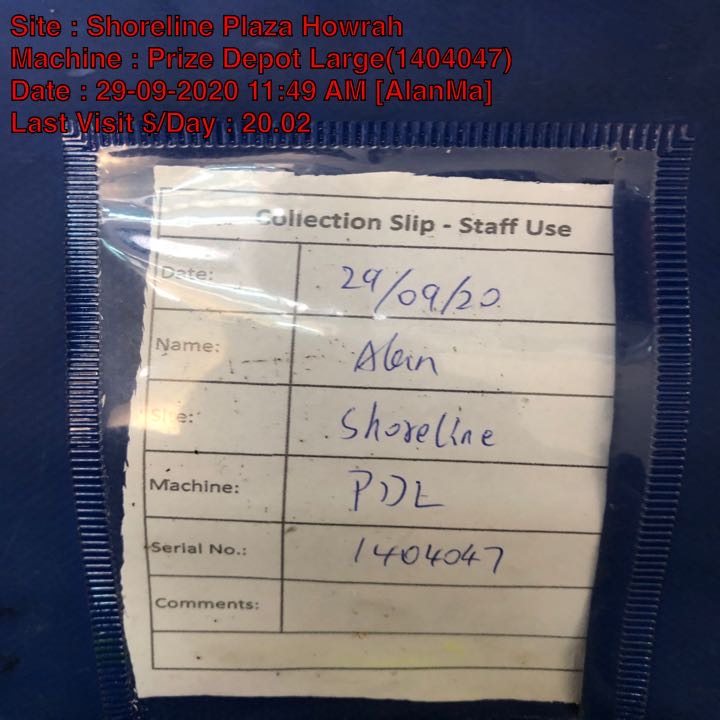 Site : Shoreline Plaza Howrah
Machine : Prize Depot Large(1404047)
Date : 29-09-2020 11:49 AM [AlanMa]
Last Visit $/Day : 20.02
Collection Slip - Staff Use
Date: 29/09/20
Name: Alan
Site: Shoreline
Machine: PDL
Serial No.: 1404047
Comments: